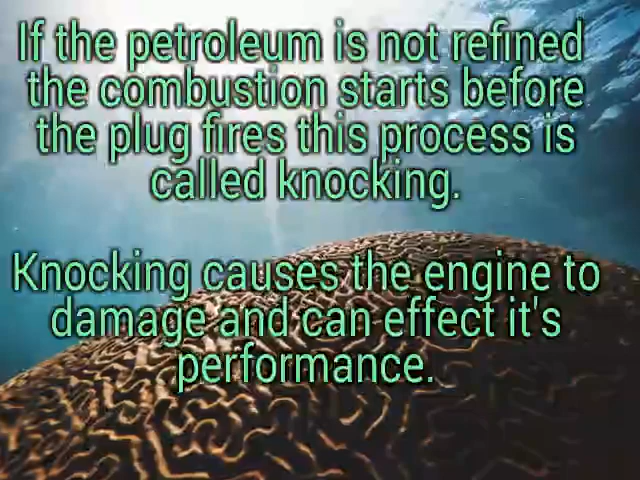 If the petroleum is not refined
the combustion starts before
the plug fires this process is
called knocking.
Knocking causes the engine to
damage and can effect it's
performance.